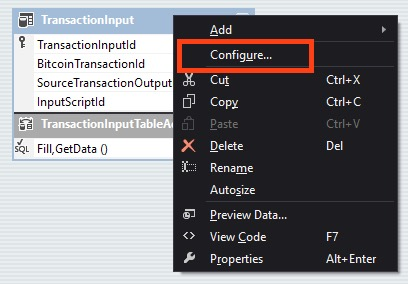 TransactionInput
TransactionInputId
BitcoinTransactionId
SourceTransactionOutput
InputScriptId
TransactionInputTableAd
Fill,GetData ()
Add
Configure...
Cut Ctrl+X
Copy Ctrl+C
Paste Ctrl+V
Delete Del
Rename
Autosize
Preview Data...
View Code F7
Properties Alt+Enter